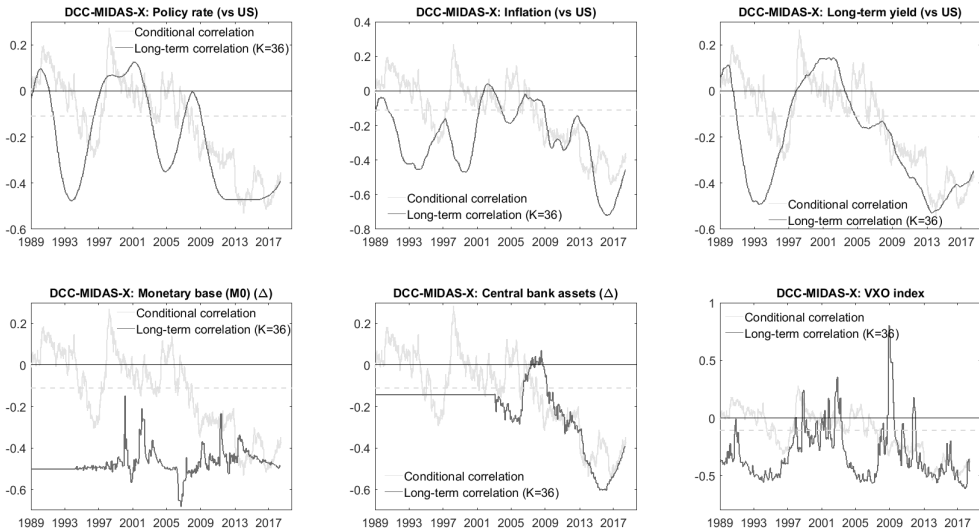 DCC-MIDAS-X: Policy rate (vs US)
Conditional correlation
Long-term correlation (K=36)
0.2
0
-0.2
-0.4
-0.6
1989 1993 1997 2001 2005 2009 2013 2017
DCC-MIDAS-X: Inflation (vs US)
0.4
0.2
0
-0.2
-0.4
0.6
0.8
Conditional correlation
Long-term correlation (K=36)
1989 1993 1997 2001 2005 2009 2013 2017
DCC-MIDAS-X: Long-term yield (vs US)
0.2
0
-0.2
-0.4
-0.6
Conditional correlation
Long-term correlation (K=36)
1989 1993 1997 2001 2005 2009 2013 2017
DCC-MIDAS-X: Monetary base (M0) (Δ)
Conditional correlation
Long-term correlation (K=36)
0.2
0
-0.2
-0.4
-0.6
1989 1993 1997 2001 2005 2009 2013 2017
DCC-MIDAS-X: Central bank assets (Δ)
0.2
0
-0.2
-0.4
-0.6
Conditional correlation
Long-term correlation (K=36)
1989 1993 1997 2001 2005 2009 2013 2017
DCC-MIDAS-X: VXO index
1
Conditional correlation
Long-term correlation (K=36)
0.5
0
-0.5
1989 1993 1997 2001 2005 2009 2013 2017